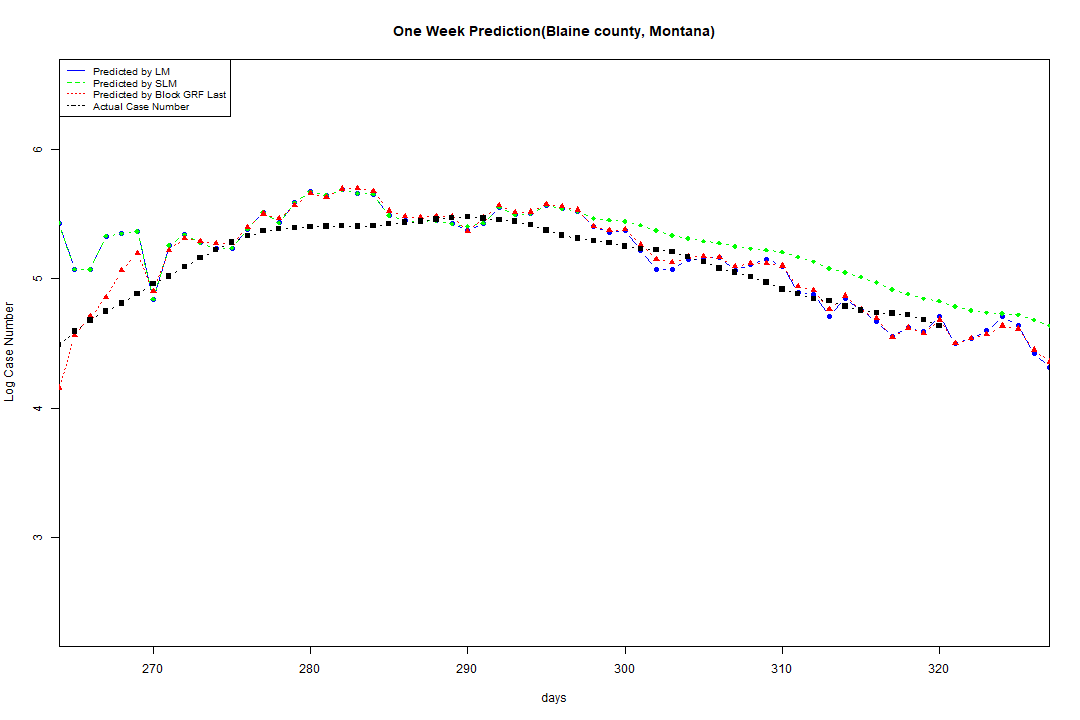 One Week Prediction(Blaine county, Montana)
Predicted by LM
Predicted by SLM
Predicted by Block GRF Last
Actual Case Number
6
5
4
3
Log Case Number
270 280 290 300 310 320
days